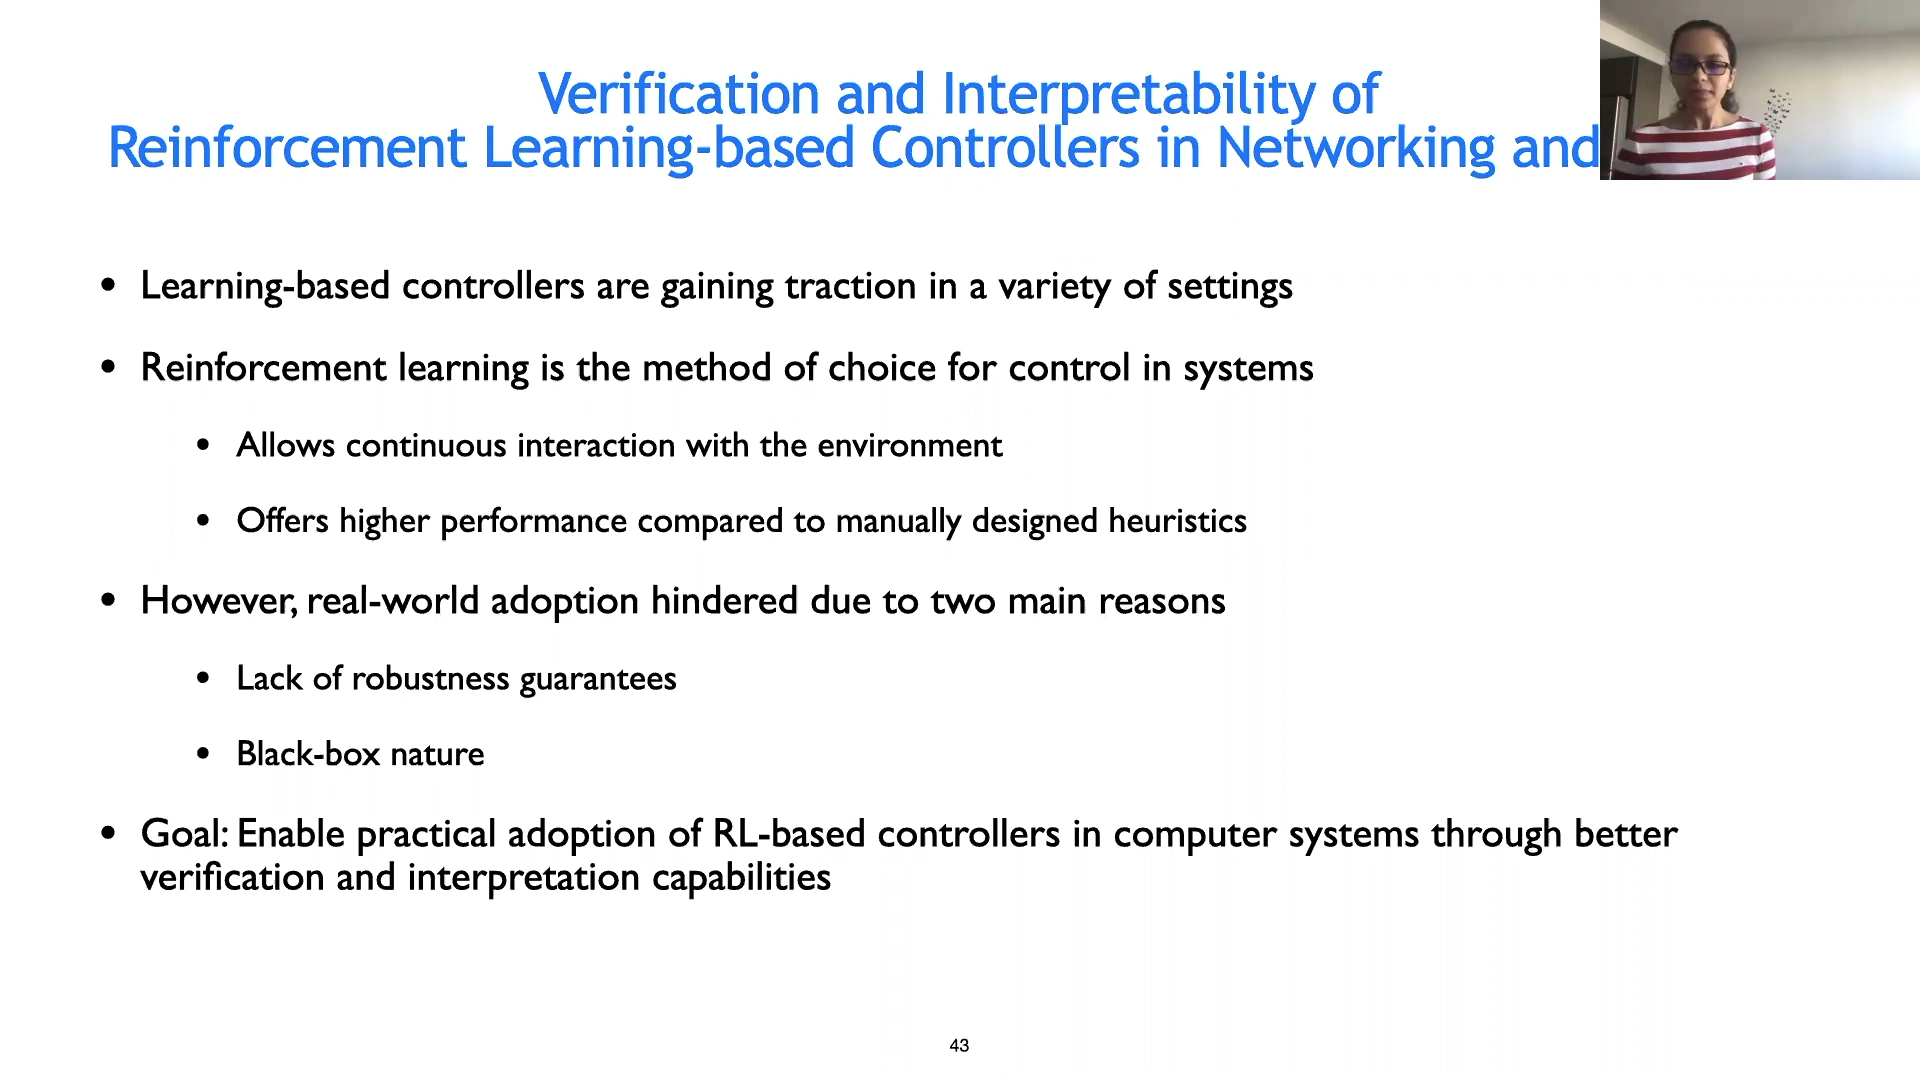 Verification and Interpretability of
Reinforcement Learning-based Controllers in Networking and
• Learning-based controllers are gaining traction in a variety of settings
• Reinforcement learning is the method of choice for control in systems
• Allows continuous interaction with the environment
• Offers higher performance compared to manually designed heuristics
• However, real-world adoption hindered due to two main reasons
• Lack of robustness guarantees
• Black-box nature
• Goal: Enable practical adoption of RL-based controllers in computer systems through better
verification and interpretation capabilities
43